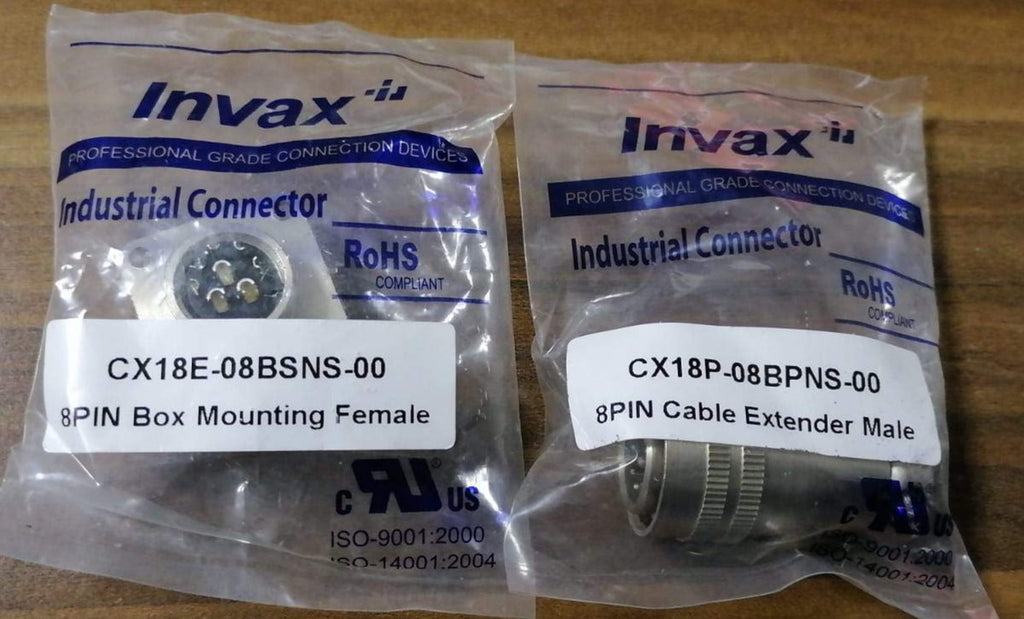 Invax
PROFESSIONAL GRADE CONNECTION DEVICES
Industrial Connector
RoHS
COMPLIANT
CX18E-08BSNS-00
8PIN Box Mounting Female
c RU® US
ISO-9001:2000
ISO-14001:2004
Invax
PROFESSIONAL GRADE CONNECTION DEVICES
Industrial Connector
RoHS
COMPLIANT
CX18P-08BPNS-00
8PIN Cable Extender Male
c RU US
ISO-9001:2000
ISO-14001:2004